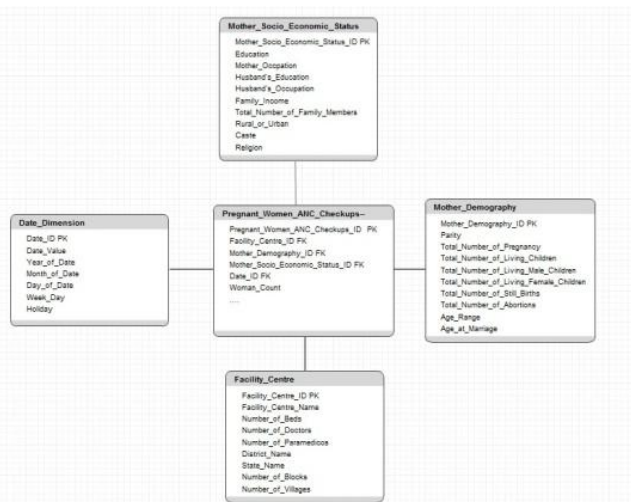 Mother_Socio_Economic_Status
Mother_Socio_Economic_Status_ID PK
Education
Mother_Ocopation
Husband's_Education
Husband's_Occupation
Family_Income
Total_Number_of_Family_Members
Rural_or_Urban
Caste
Religion
Date_Dimension
Date_ID PK
Date_Value
Year_of_Date
Month_of_Date
Day_of_Date
Week_Day
Holiday
Pregnant_Women_ANC_Checkups--
Pregnant_Women_ANC_Checkups_ID PK
Facility_Centre_ID FK
Mother_Demography_ID FK
Mother_Socio_Economic_Status_ID FK
Date_ID FK
Woman_Count
....
Mother_Demography
Mother_Demography_ID PK
Parity
Total_Number_of_Pregnancy
Total_Number_of_Living_Children
Total_Number_of_Living_Male_Children
Total_Number_of_Living_Female_Children
Total_Number_of_Still_Births
Total_Number_of_Abortions
Age_Range
Age_at_Marriage
Facility_Centre
Facility_Centre_ID PK
Facility_Centre_Name
Number_of_Beds
Number_of_Doctors
Number_of_Paramedicos
District_Name
State_Name
Number_of_Blocks
Number_of_Villages